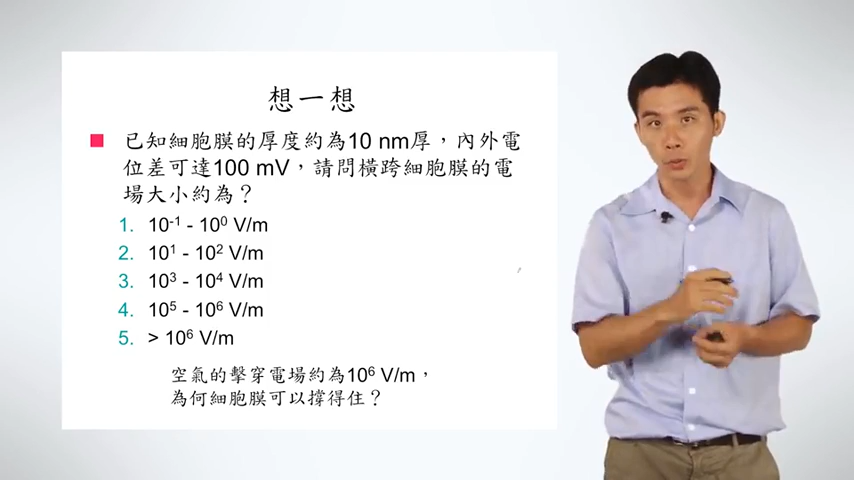 想一想
已知細胞膜的厚度約為10 nm厚，內外電
位差可達100 mV，請問橫跨細胞膜的電
場大小約為？
1. 10⁻¹ - 10⁰ V/m
2. 10¹ - 10² V/m
3. 10³ - 10⁴ V/m
4. 10⁵ - 10⁶ V/m
5. > 10⁶ V/m
空氣的擊穿電場約為10⁶ V/m，
為何細胞膜可以撐得住？